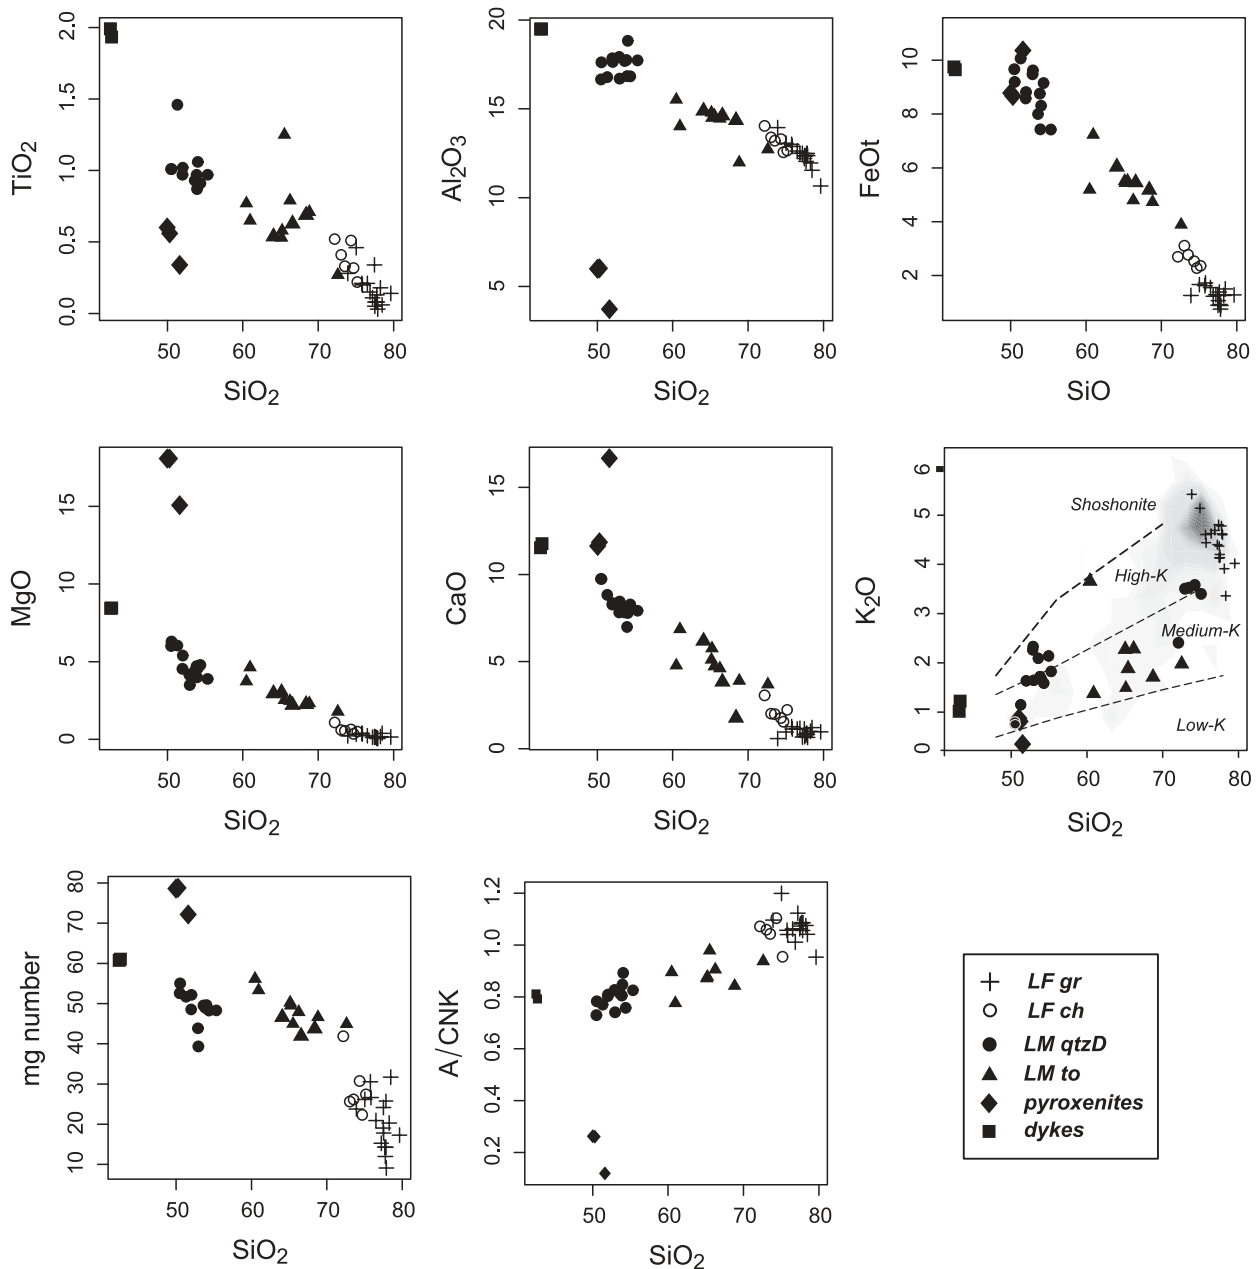 TiO2
0.0 0.5 1.0 1.5 2.0
50 60 70 80
SiO2
Al2O3
5 10 15 20
50 60 70 80
SiO2
FeOt
2 4 6 8 10
50 60 70 80
SiO
MgO
0 5 10 15
50 60 70 80
SiO2
CaO
0 5 10 15
50 60 70 80
SiO2
K2O
0 1 2 3 4 5 6
Shoshonite
High-K
Medium-K
Low-K
50 60 70 80
SiO2
mg number
10 20 30 40 50 60 70 80
50 60 70 80
SiO2
A/CNK
0.2 0.4 0.6 0.8 1.0 1.2
50 60 70 80
SiO2
LF gr
LF ch
LM qtzD
LM to
pyroxenites
dykes